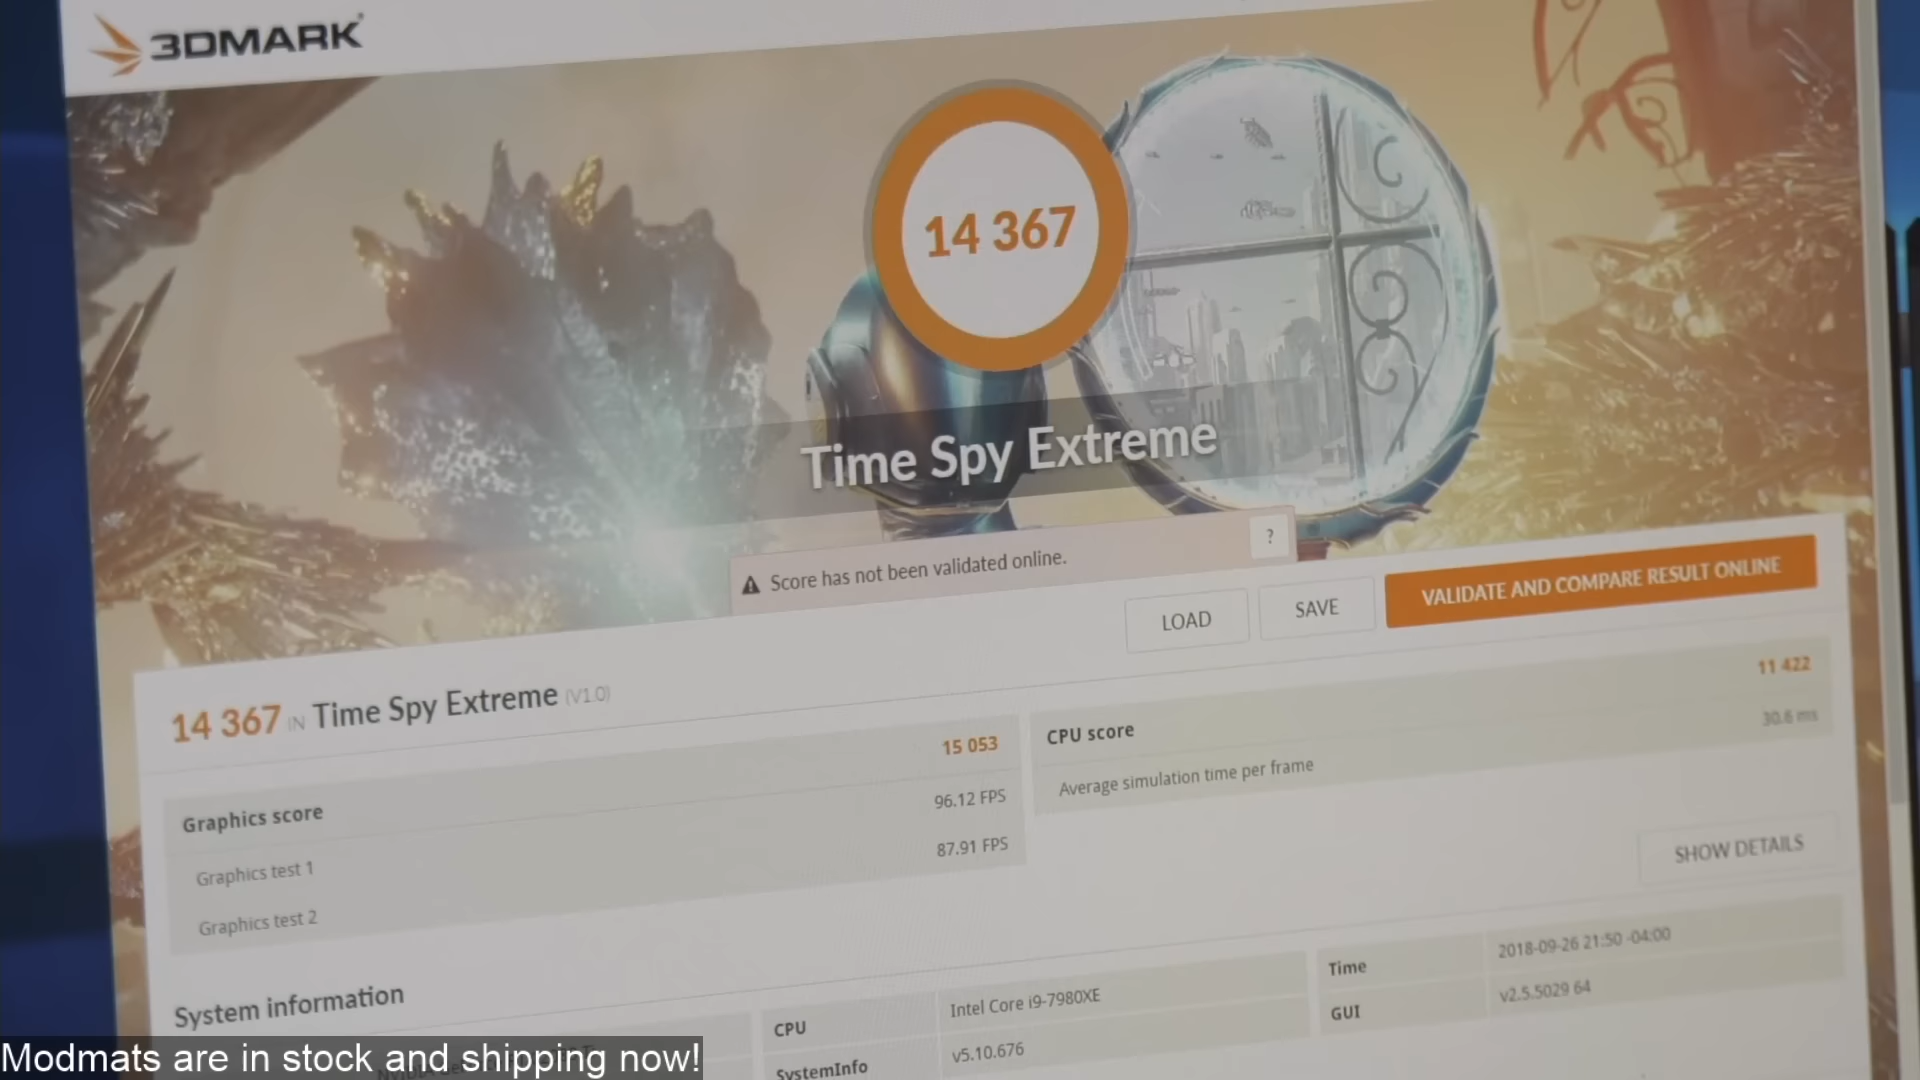 3DMARK
14 367
Time Spy Extreme
Score has not been validated online.
?
LOAD
SAVE
VALIDATE AND COMPARE RESULT ONLINE
14 367 IN Time Spy Extreme (V1.0)
Graphics score 15 053
Graphics test 1 96.12 FPS
Graphics test 2 87.91 FPS
CPU score 11 422
Average simulation time per frame 30.6 ms
SHOW DETAILS
System information
CPU Intel Core i9-7980XE
SystemInfo v5.10.676
Time 2018-09-26 21:50 -04:00
GUI v2.5.5029 64
Modmats are in stock and shipping now!